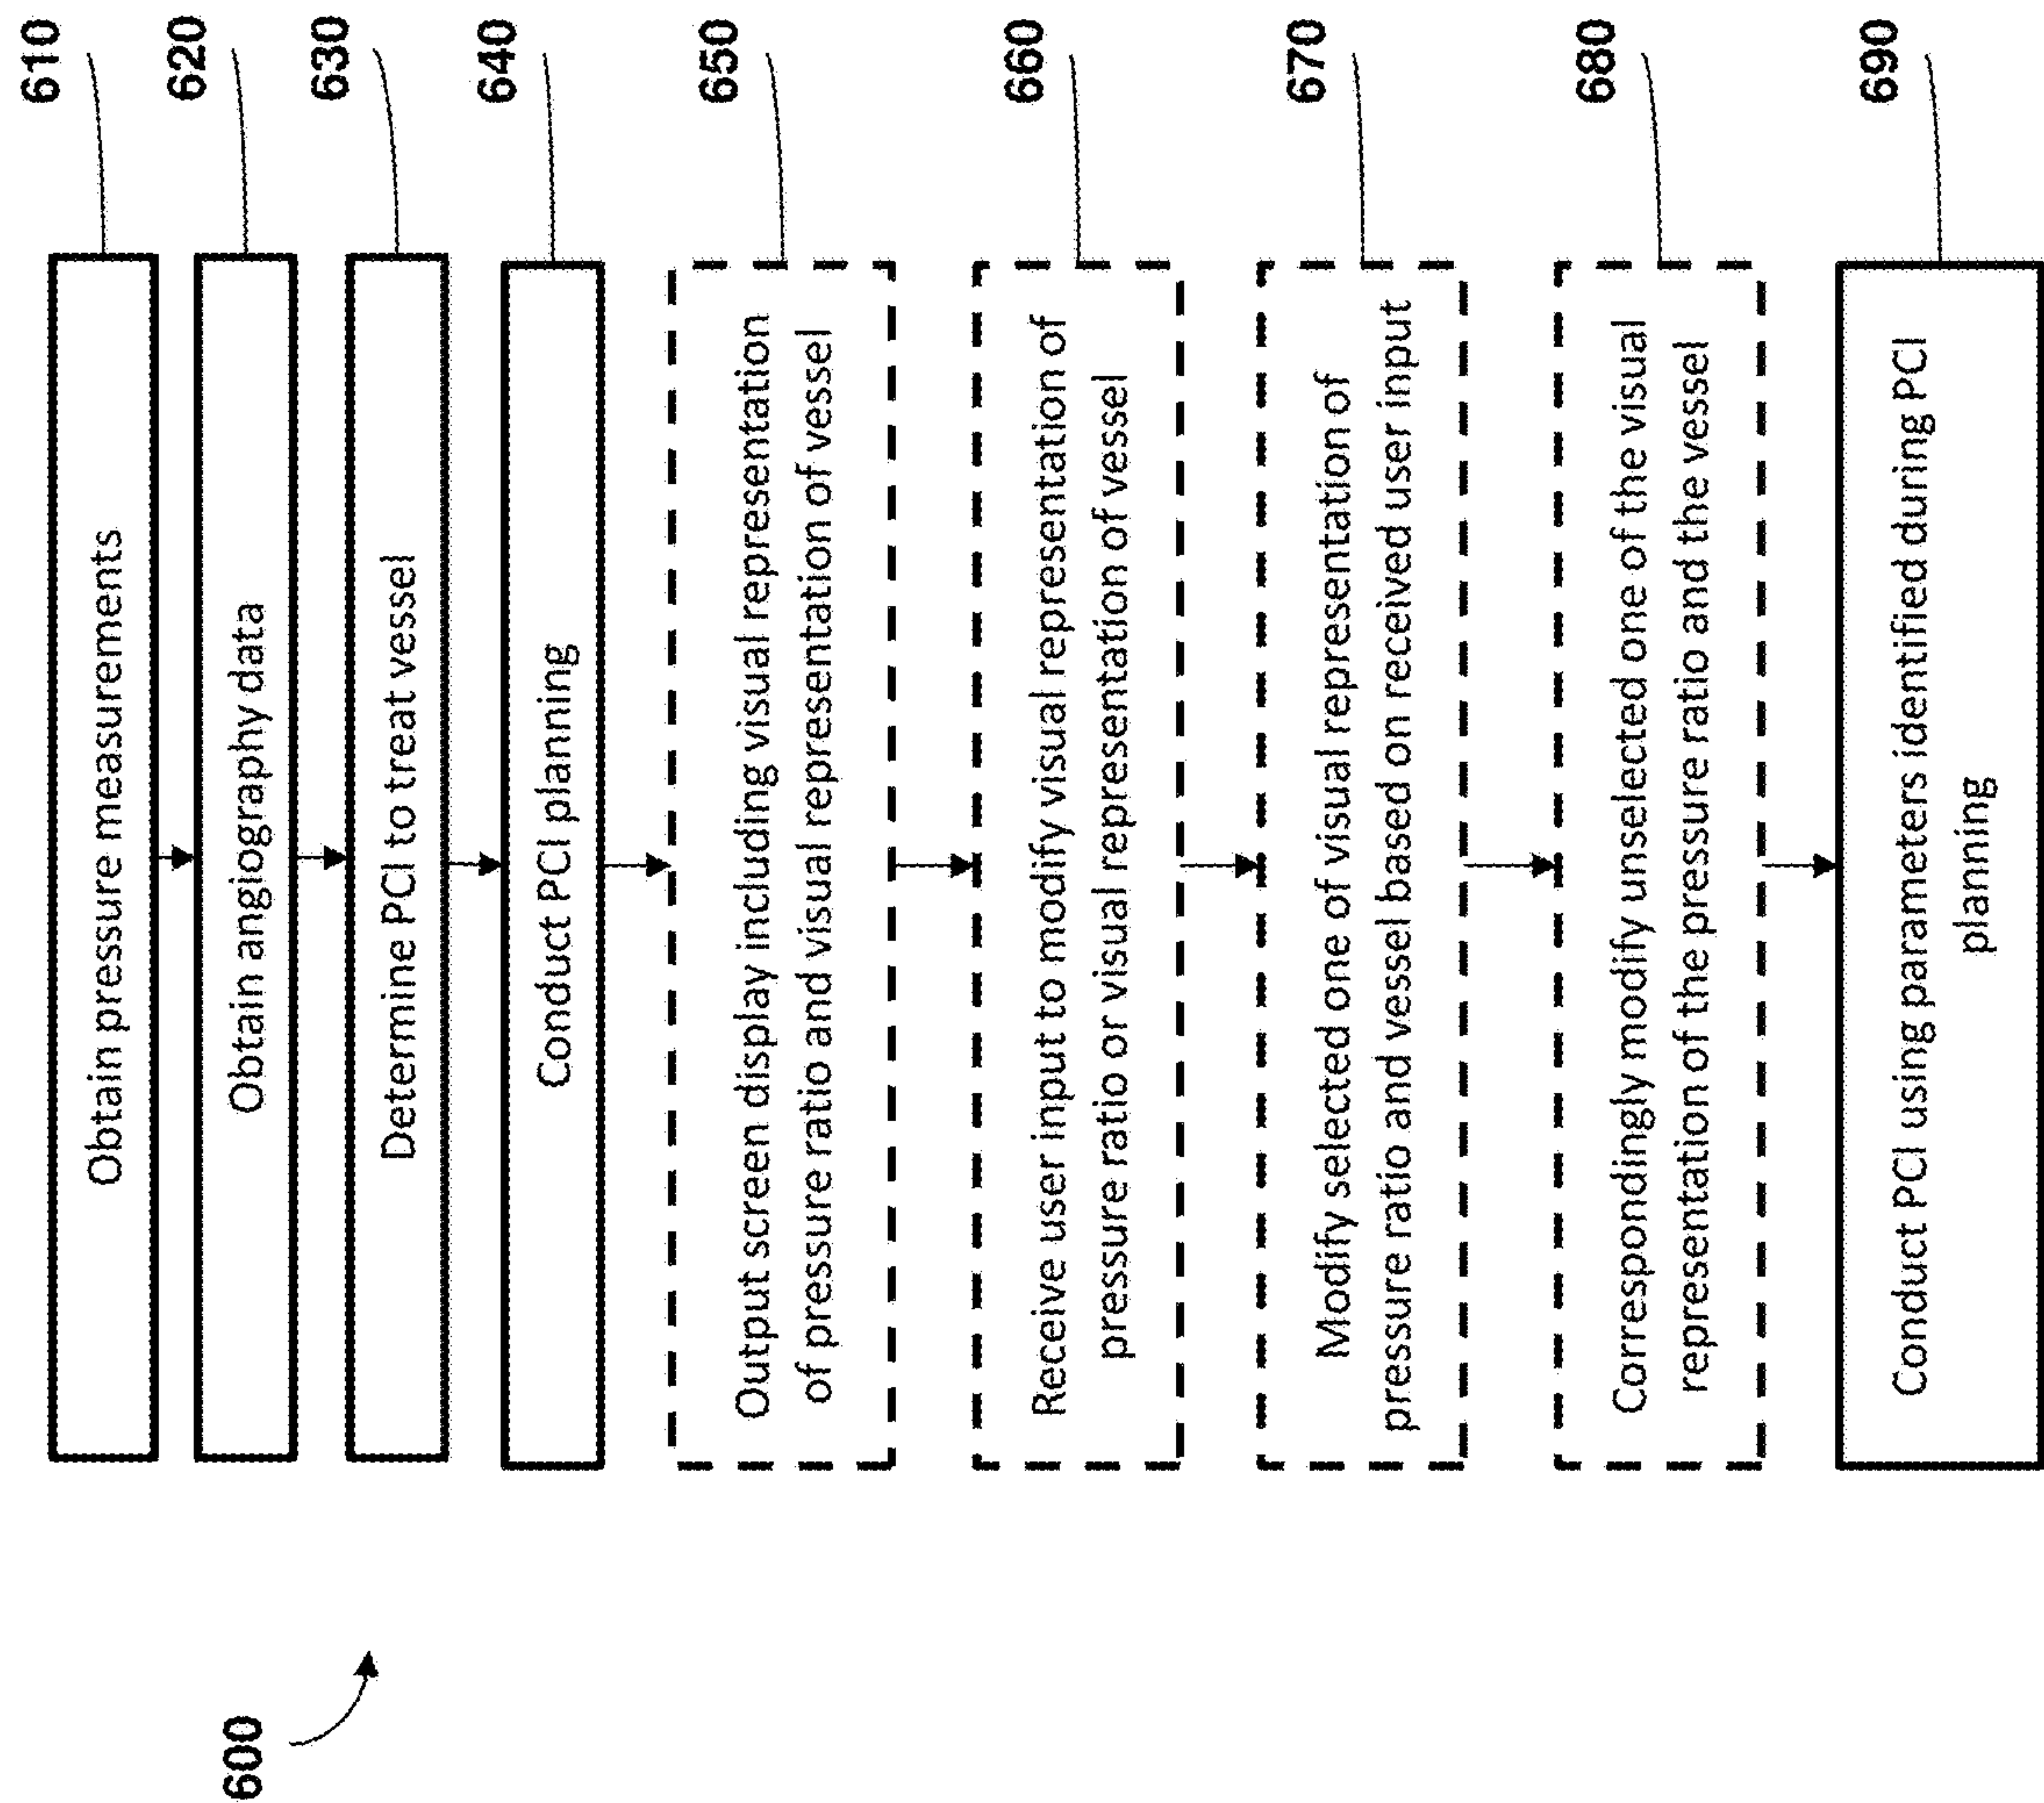 600
610
Obtain pressure measurements
620
Obtain angiography data
630
Determine PCI to treat vessel
640
Conduct PCI planning
650
Output screen display including visual representation
of pressure ratio and visual representation of vessel
660
Receive user input to modify visual representation of
pressure ratio or visual representation of vessel
670
Modify selected one of visual representation of
pressure ratio and vessel based on received user input
680
Correspondingly modify unselected one of the visual
representation of the pressure ratio and the vessel
690
Conduct PCI using parameters identified during PCI
planning